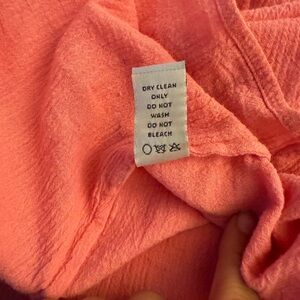 DRY CLEAN
ONLY
DO NOT
WASH
DO NOT
BLEACH